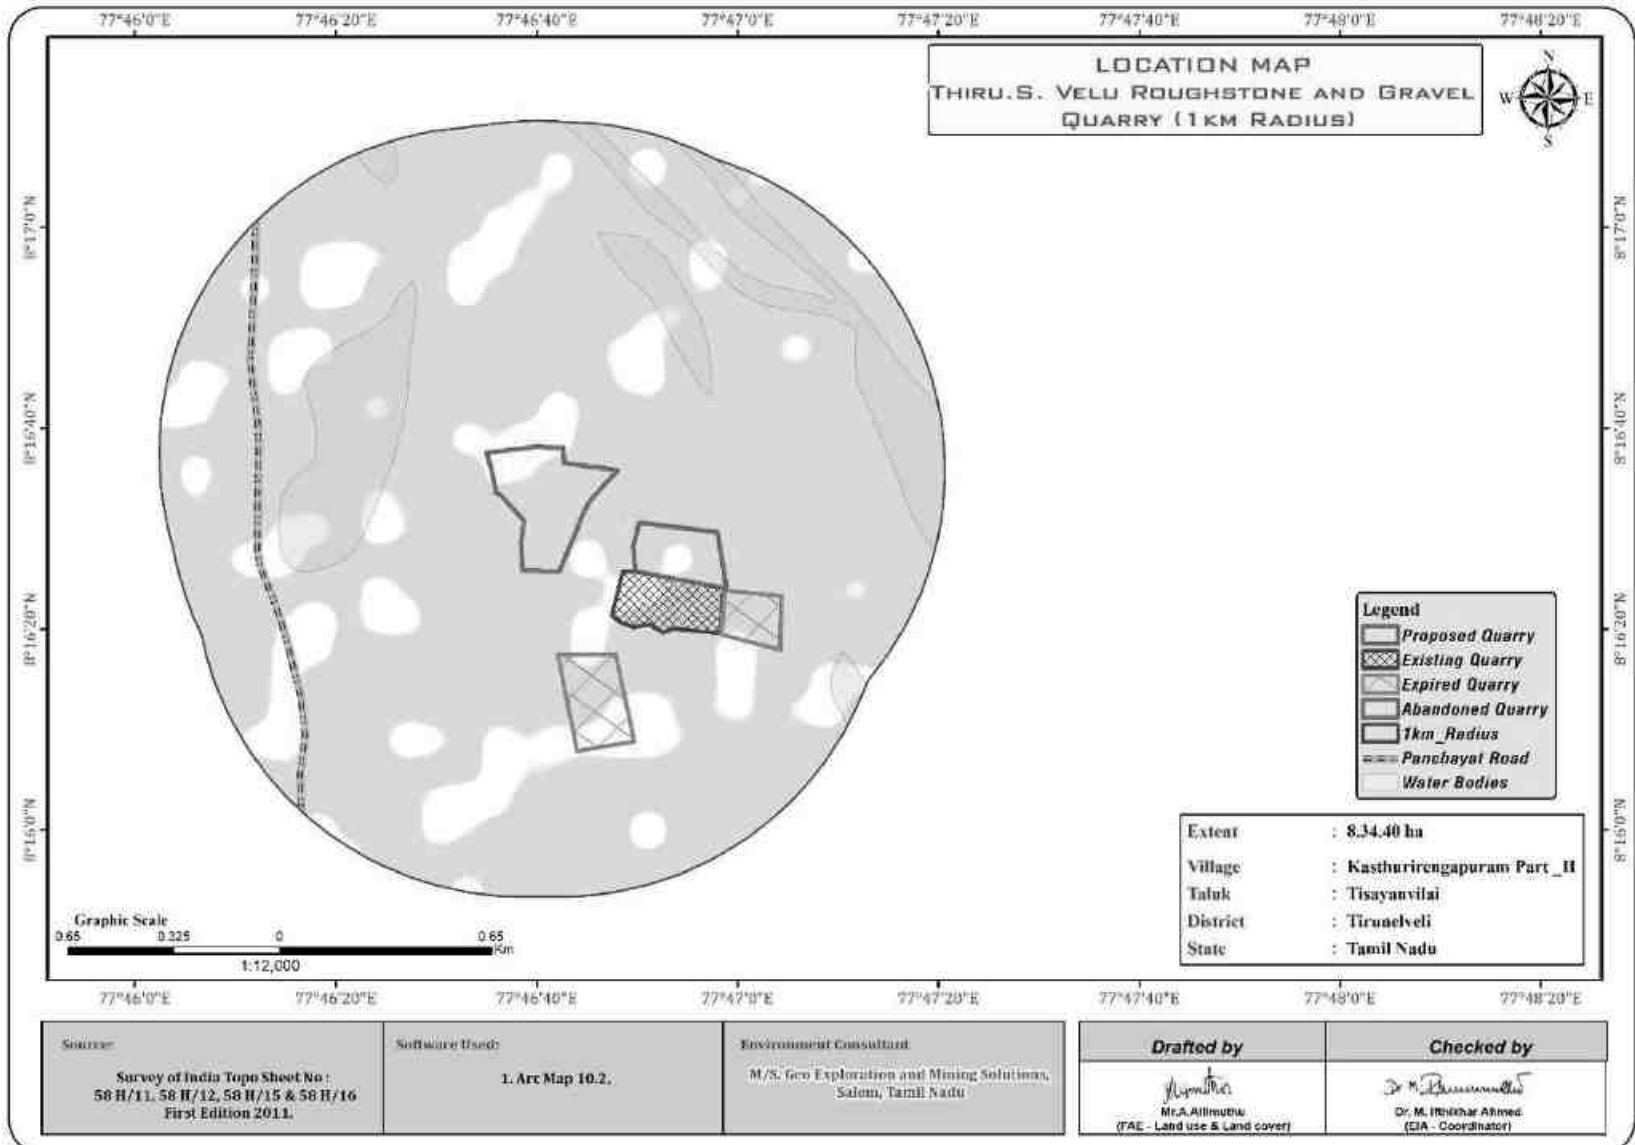 77°46'0"E 77°46'20"E 77°46'40"E 77°47'0"E 77°47'20"E 77°47'40"E 77°48'0"E 77°48'20"E
LOCATION MAP
THIRU.S. VELU ROUGHSTONE AND GRAVEL
QUARRY (1KM RADIUS)
N
W E
S
8°17'0"N 8°17'0"N
8°16'40"N 8°16'40"N
8°16'20"N 8°16'20"N
8°16'0"N 8°16'0"N
Legend
Proposed Quarry
Existing Quarry
Expired Quarry
Abandoned Quarry
1km_Radius
Panchayat Road
Water Bodies
Extent : 8.34.40 ha
Village : Kasthurirengapuram Part _II
Taluk : Tisayanvilai
District : Tirunelveli
State : Tamil Nadu
Graphic Scale
0.65 0.325 0 0.65
Km
1:12,000
77°46'0"E 77°46'20"E 77°46'40"E 77°47'0"E 77°47'20"E 77°47'40"E 77°48'0"E 77°48'20"E
Source:
Survey of India Topo Sheet No :
58 H/11, 58 H/12, 58 H/15 & 58 H/16
First Edition 2011.
Software Used:
1. Arc Map 10.2.
Environment Consultant
M/S. Geo Exploration and Mining Solutions,
Salem, Tamil Nadu
Drafted by
Mr.A.Allimuthu
(FAE - Land use & Land cover)
Checked by
Dr. M. Ifthikhar Ahmed
(EIA - Coordinator)